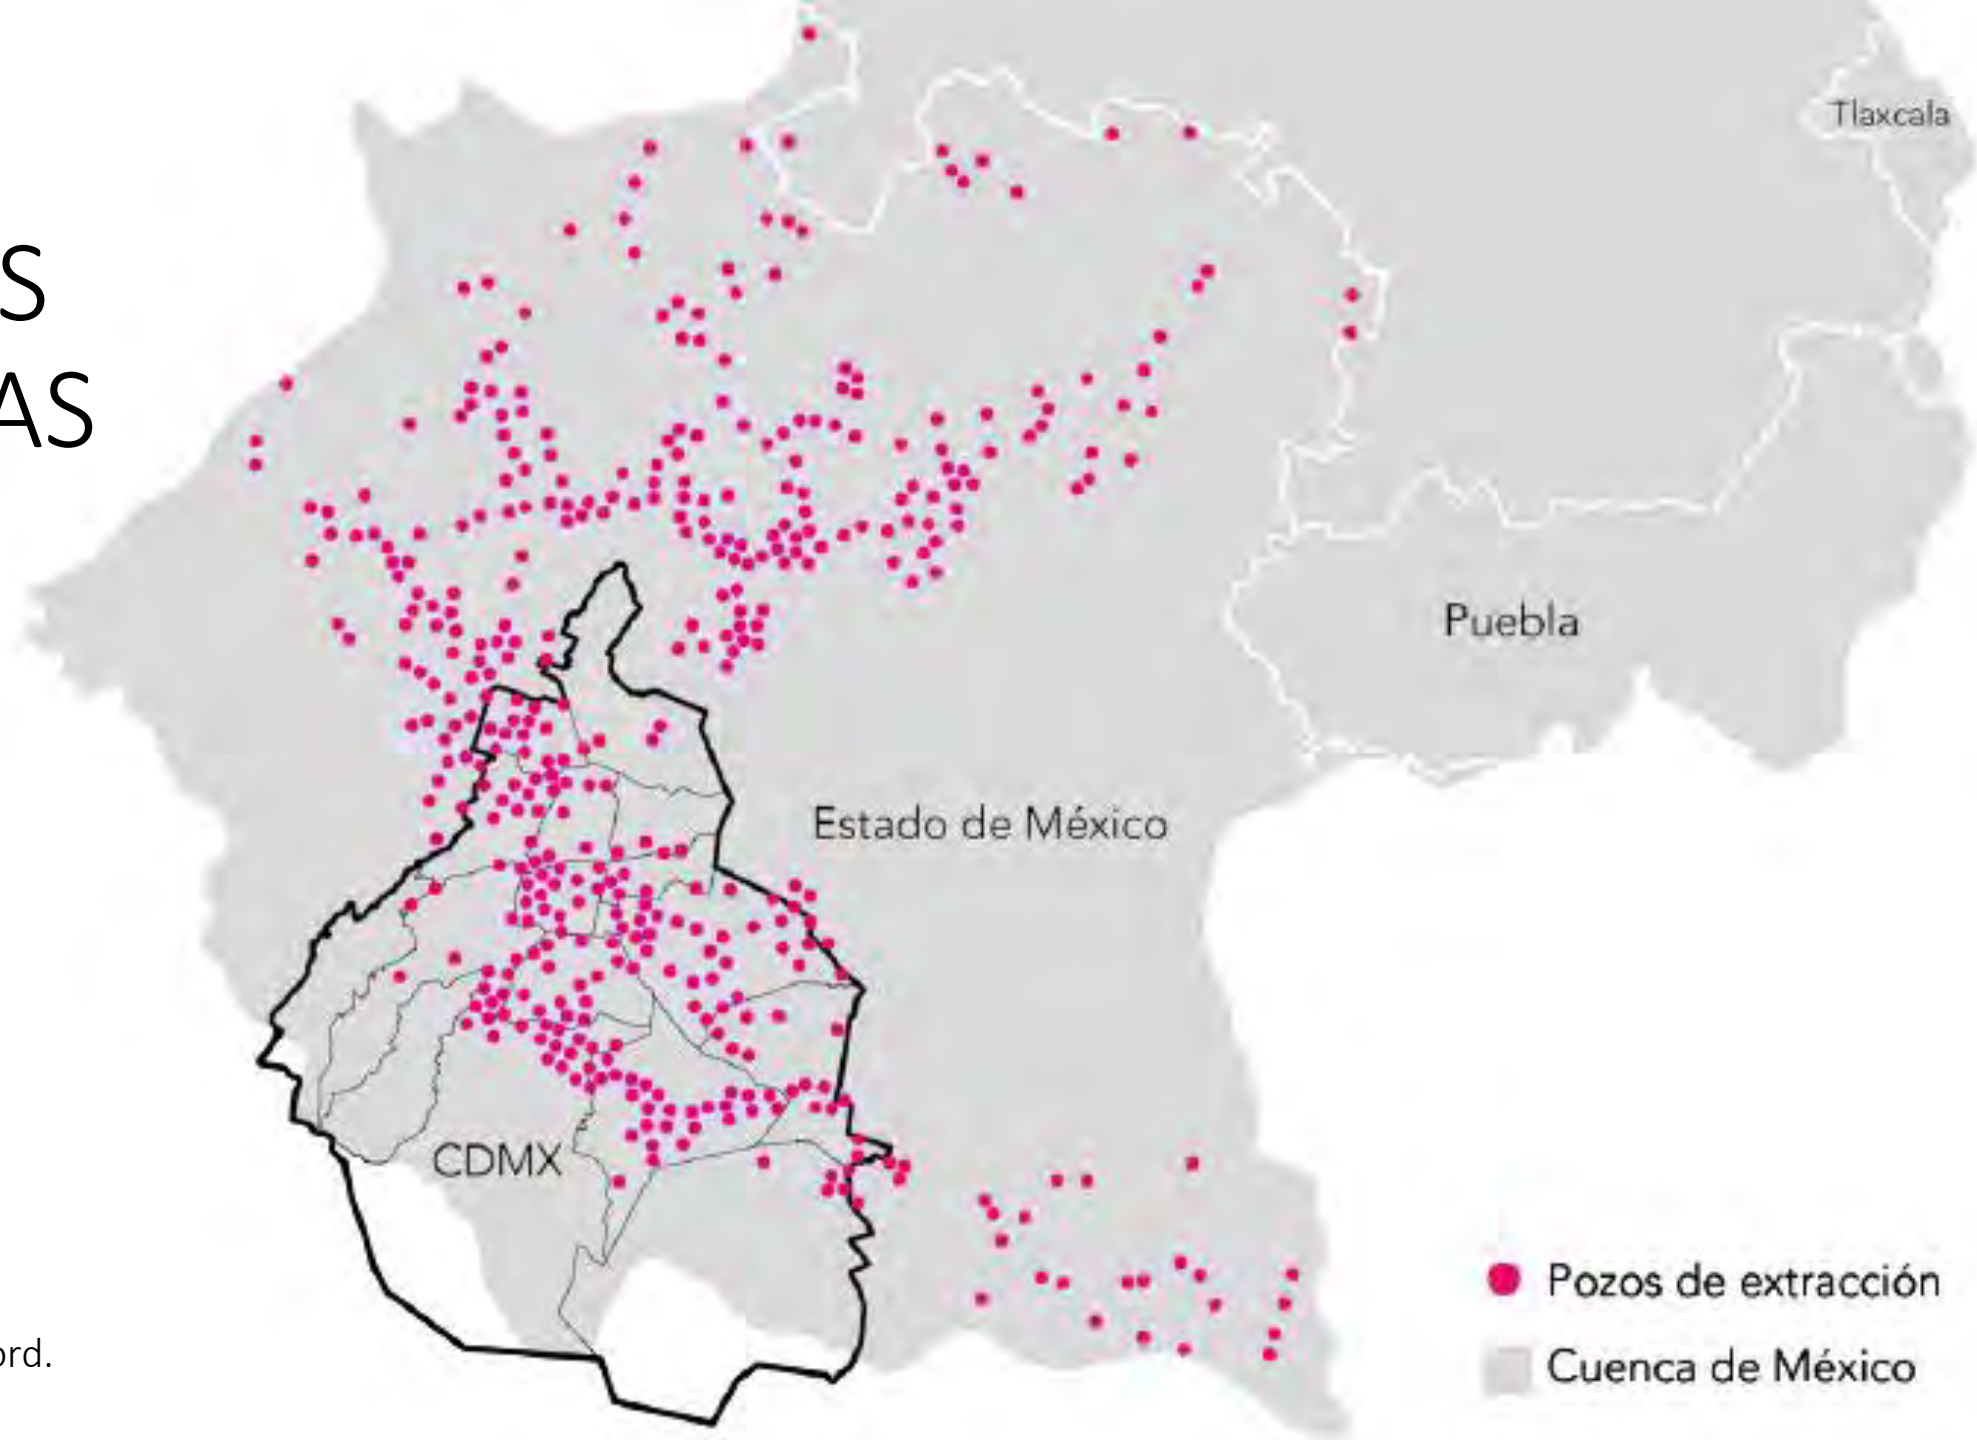 Tlaxcala
S
AS
Puebla
Estado de México
CDMX
Pozos de extracción
ord.
Cuenca de México